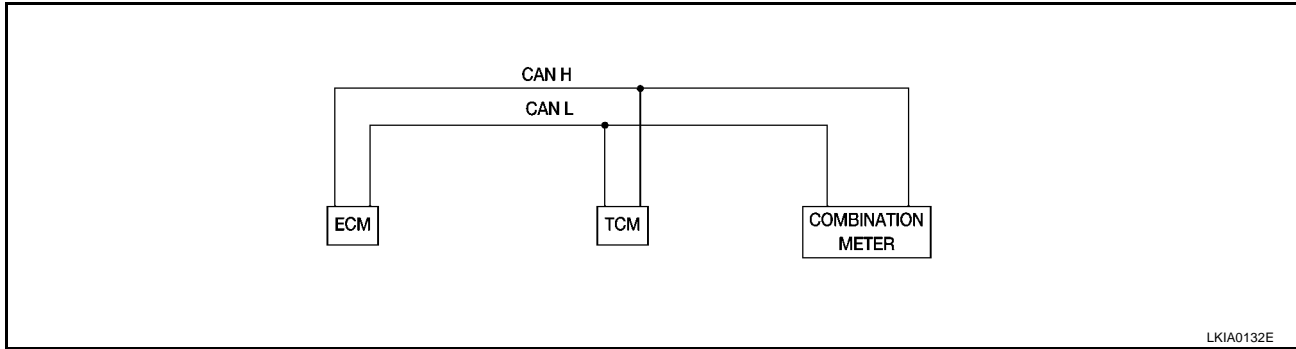 CAN H
CAN L
ECM
TCM
COMBINATION
METER
LKIA0132E